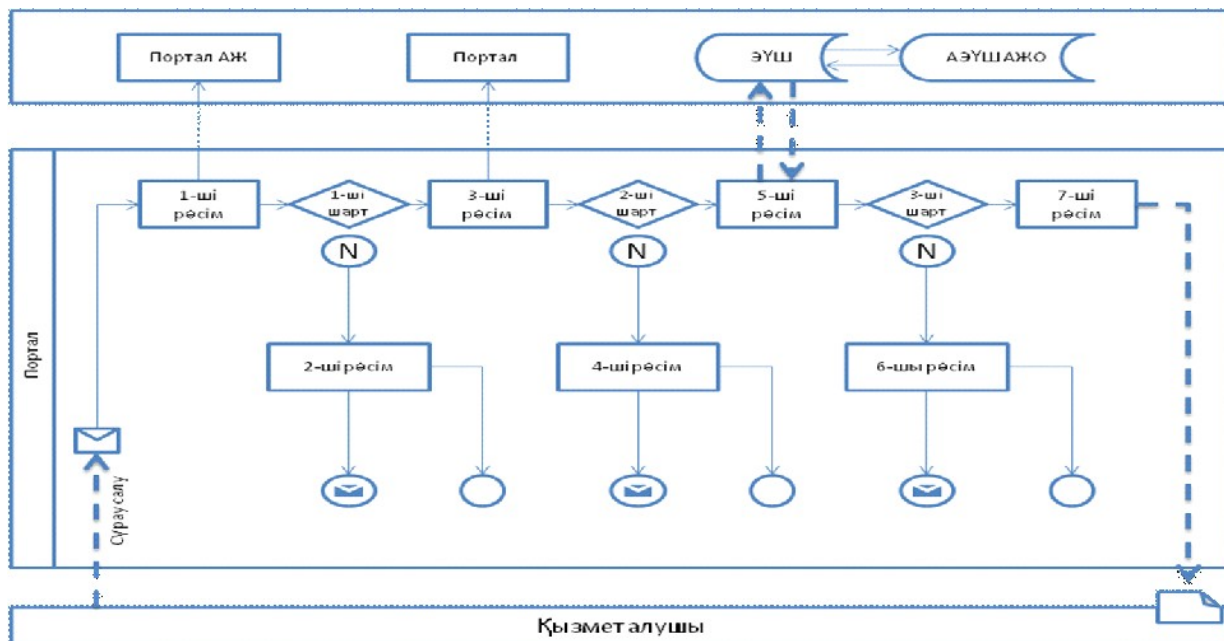 Портал АЖ
Портал
ЭҮШ
АЭҮШАЖО
1-ші
рәсім
1-ші
шарт
3-ші
рәсім
2-ші
шарт
5-ші
рәсім
3-ші
шарт
7-ші
рәсім
N
N
N
2-ші рәсім
4-ші рәсім
6-шы рәсім
Портал
Сұрау салу
Қызметалушы